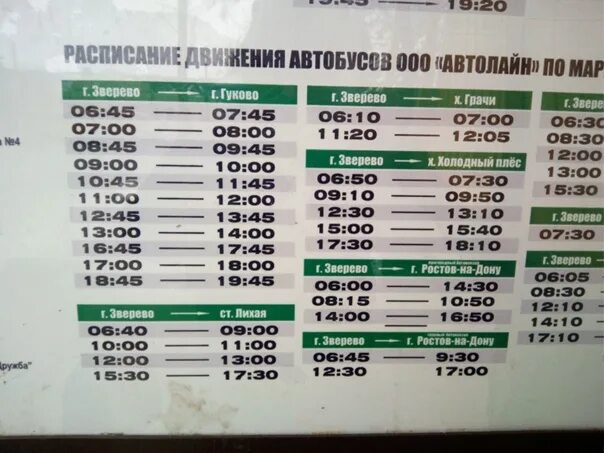 19:20
РАСПИСАНИЕ ДВИЖЕНИЯ АВТОБУСОВ ООО «АВТОЛАЙН» ПО МАР
г. Зверево г. Гуково
06:45 — 07:45
07:00 — 08:00
08:45 — 09:45
09:00 — 10:00
10:45 — 11:45
11:00 — 12:00
12:45 — 13:45
13:00 — 14:00
16:45 — 17:45
17:00 — 18:00
18:45 — 19:45
г. Зверево ст. Лихая
06:40 — 09:00
10:00 — 11:00
12:00 — 13:00
15:30 — 17:30
г. Зверево х. Грачи
06:10 — 07:00
11:20 — 12:05
г. Зверево х. Холодный плёс
06:50 — 07:30
09:10 — 09:50
12:30 — 13:10
15:00 — 15:40
17:30 — 18:10
г. Зверево г. Ростов-на-Дону
06:00 — 14:30
08:15 — 10:50
14:00 — 16:50
г. Зверево г. Ростов-на-Дону
06:45 — 9:30
12:30 17:00
г. Звере
06:30
08:30
12:00
13:00
15:30
г. Зверево
07:30
г. Зверево
06:05
08:30
12:10
14:10
17:10
а №4
Дружба"